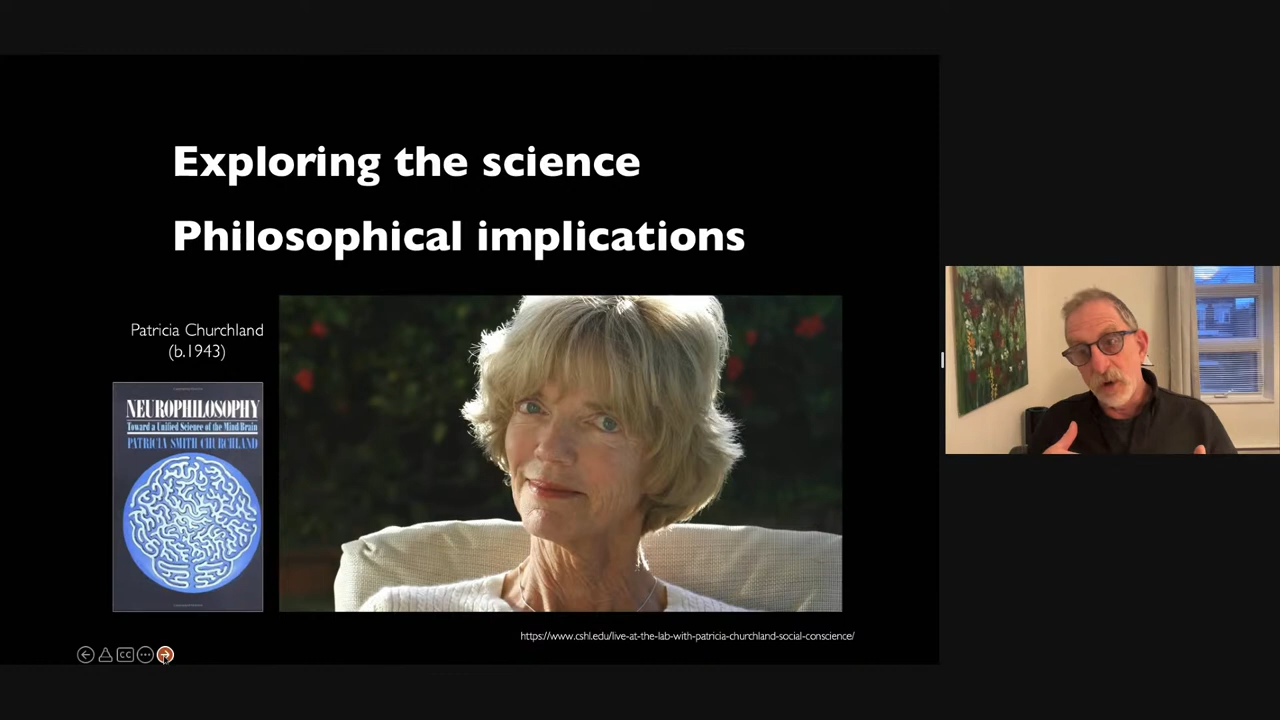 Exploring the science
Philosophical implications
Patricia Churchland
(b.1943)
NEUROPHILOSOPHY
Toward a Unified Science of the Mind/Brain
PATRICIA SMITH CHURCHLAND
https://www.cshl.edu/live-at-the-lab-with-patricia-churchland-social-conscience/
CC